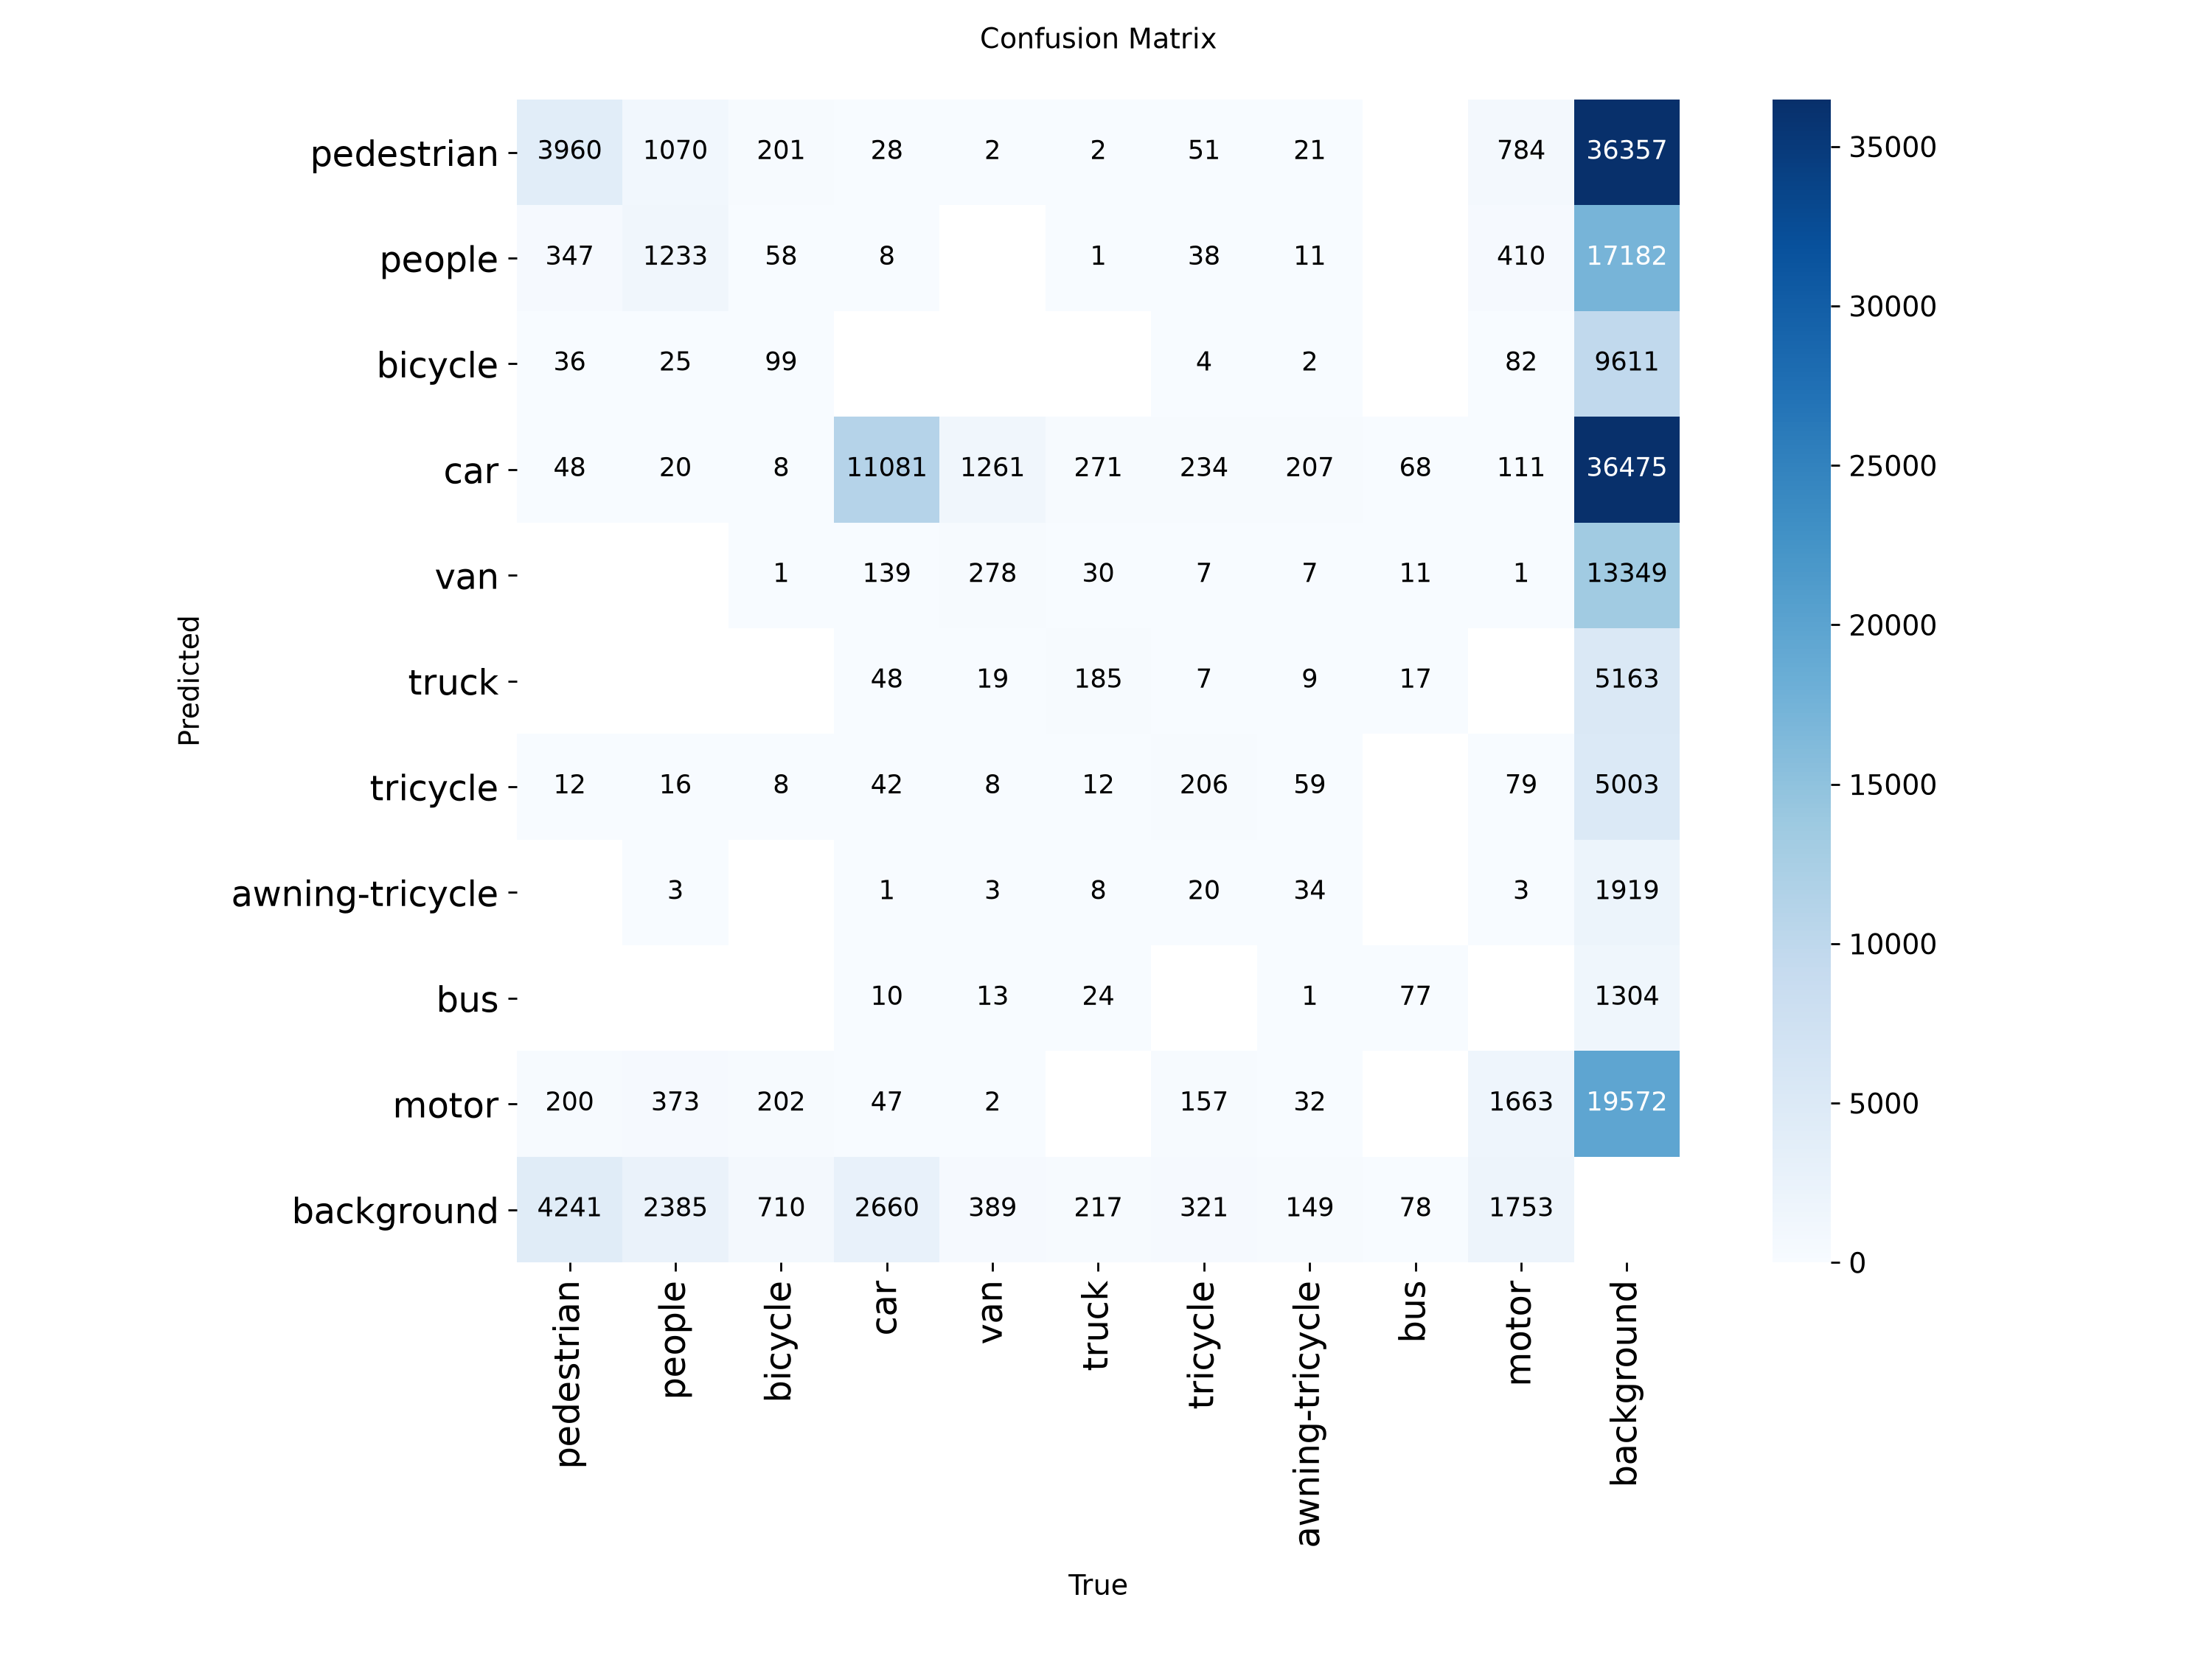 Confusion Matrix
pedestrian 3960 1070 201 28 2 2 51 21 784 36357
people 347 1233 58 8 1 38 11 410 17182
bicycle 36 25 99 4 2 82 9611
car 48 20 8 11081 1261 271 234 207 68 111 36475
van 1 139 278 30 7 7 11 1 13349
truck 48 19 185 7 9 17 5163
tricycle 12 16 8 42 8 12 206 59 79 5003
awning-tricycle 3 1 3 8 20 34 3 1919
bus 10 13 24 1 77 1304
motor 200 373 202 47 2 157 32 1663 19572
background 4241 2385 710 2660 389 217 321 149 78 1753
pedestrian people bicycle car van truck tricycle awning-tricycle bus motor background
True
Predicted
35000
30000
25000
20000
15000
10000
5000
0